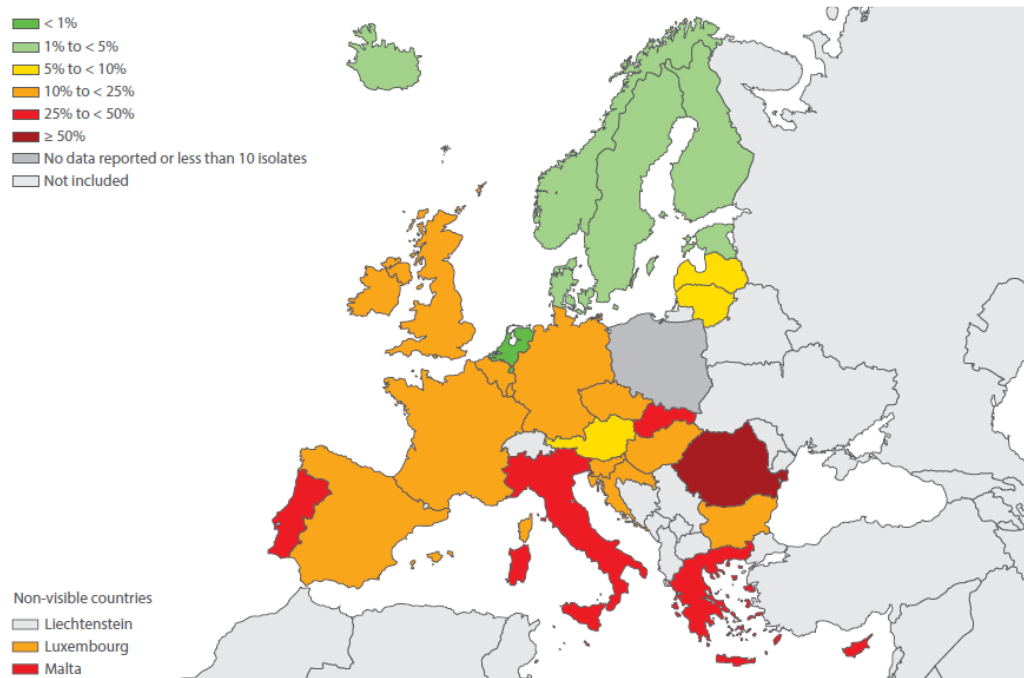 < 1%
1% to < 5%
5% to < 10%
10% to < 25%
25% to < 50%
≥ 50%
No data reported or less than 10 isolates
Not included
Non-visible countries
Liechtenstein
Luxembourg
Malta